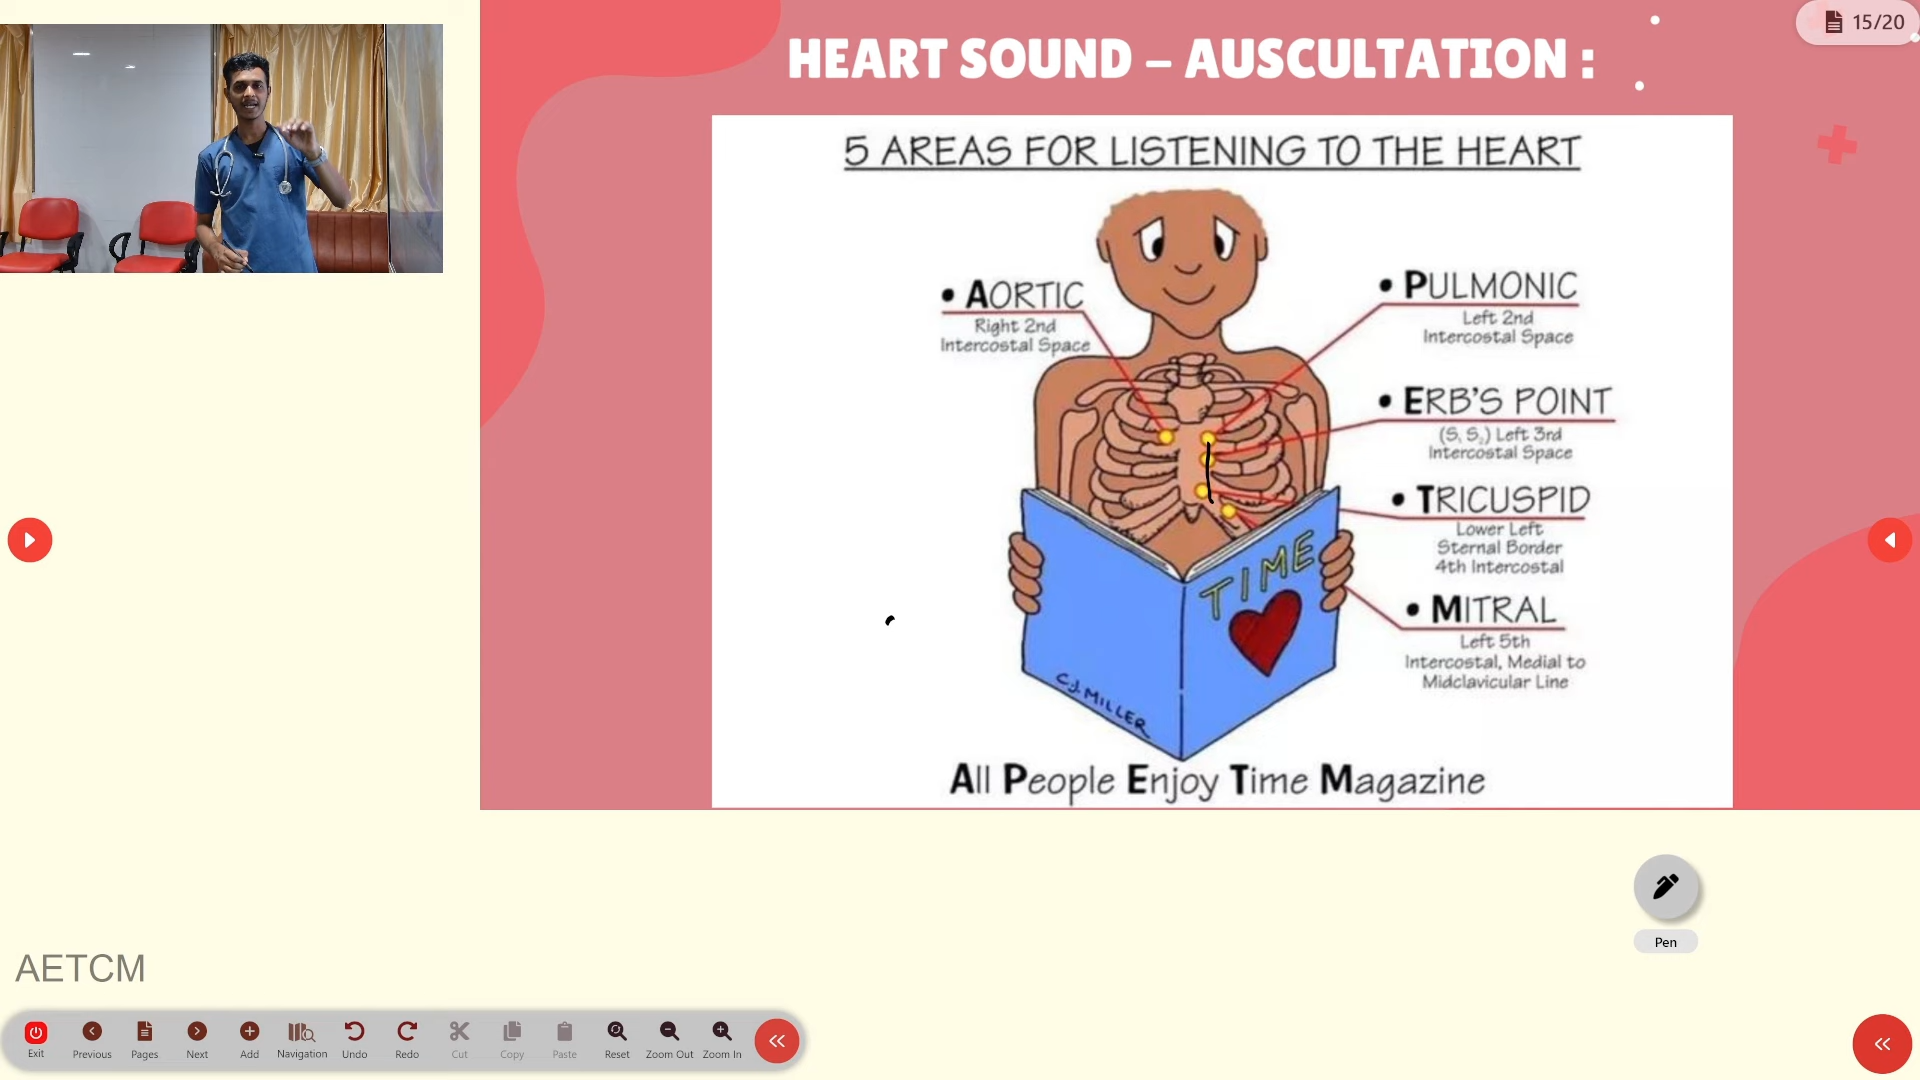 HEART SOUND – AUSCULTATION :
15/20
5 AREAS FOR LISTENING TO THE HEART
• AORTIC
Right 2nd
Intercostal Space
• PULMONIC
Left 2nd
Intercostal Space
• ERB'S POINT
(S₁ S₂) Left 3rd
Intercostal Space
• TRICUSPID
Lower Left
Sternal Border
4th Intercostal
• MITRAL
Left 5th
Intercostal, Medial to
Midclavicular Line
TIME
C.J. MILLER
All People Enjoy Time Magazine
Pen
AETCM
Exit Previous Pages Next Add Navigation Undo Redo Cut Copy Paste Reset Zoom Out Zoom In